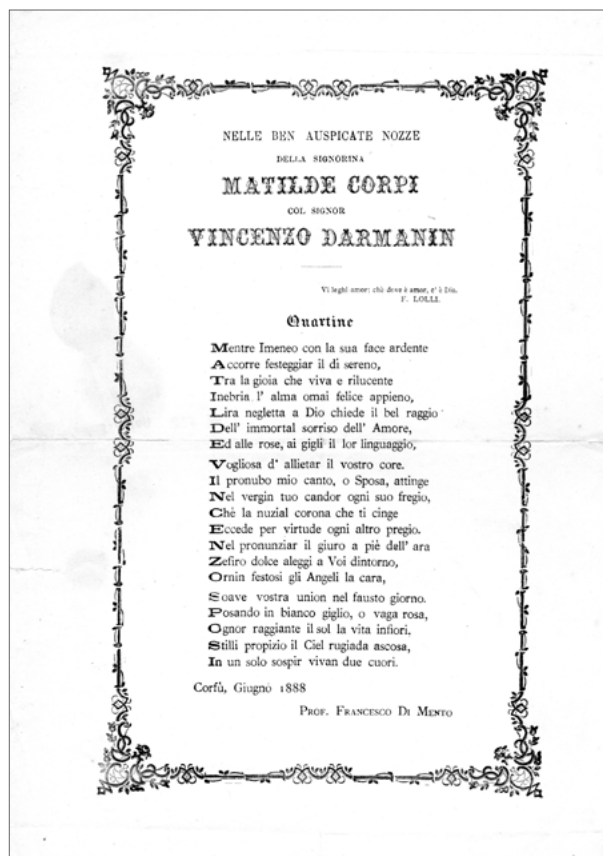 NELLE BEN AUSPICATE NOZZE
DELLA SIGNORINA
MATILDE CORPI
COL SIGNOR
VINCENZO DARMANIN
Vi leghi amor: chè dove è amor, c' è Dio.
F. LOLLI.
Quartine
Mentre Imeneo con la sua face ardente
Accorre festeggiar il dì sereno,
Tra la gioia che viva e rilucente
Inebria l' alma omai felice appieno,
Lira negletta a Dio chiede il bel raggio
Dell' immortal sorriso dell' Amore,
Ed alle rose, ai gigli il lor linguaggio,
Vogliosa d' allietar il vostro core.
Il pronubo mio canto, o Sposa, attinge
Nel vergin tuo candor ogni suo fregio,
Chè la nuzial corona che ti cinge
Eccede per virtude ogni altro pregio.
Nel pronunziar il giuro a piè dell' ara
Zefiro dolce aleggi a Voi dintorno,
Ornin festosi gli Angeli la cara,
Soave vostra union nel fausto giorno.
Posando in bianco giglio, o vaga rosa,
Ognor raggiante il sol la vita infiori,
Stilli propizio il Ciel rugiada ascosa,
In un solo sospir vivan due cuori.
Corfù, Giugno 1888
PROF. FRANCESCO DI MENTO